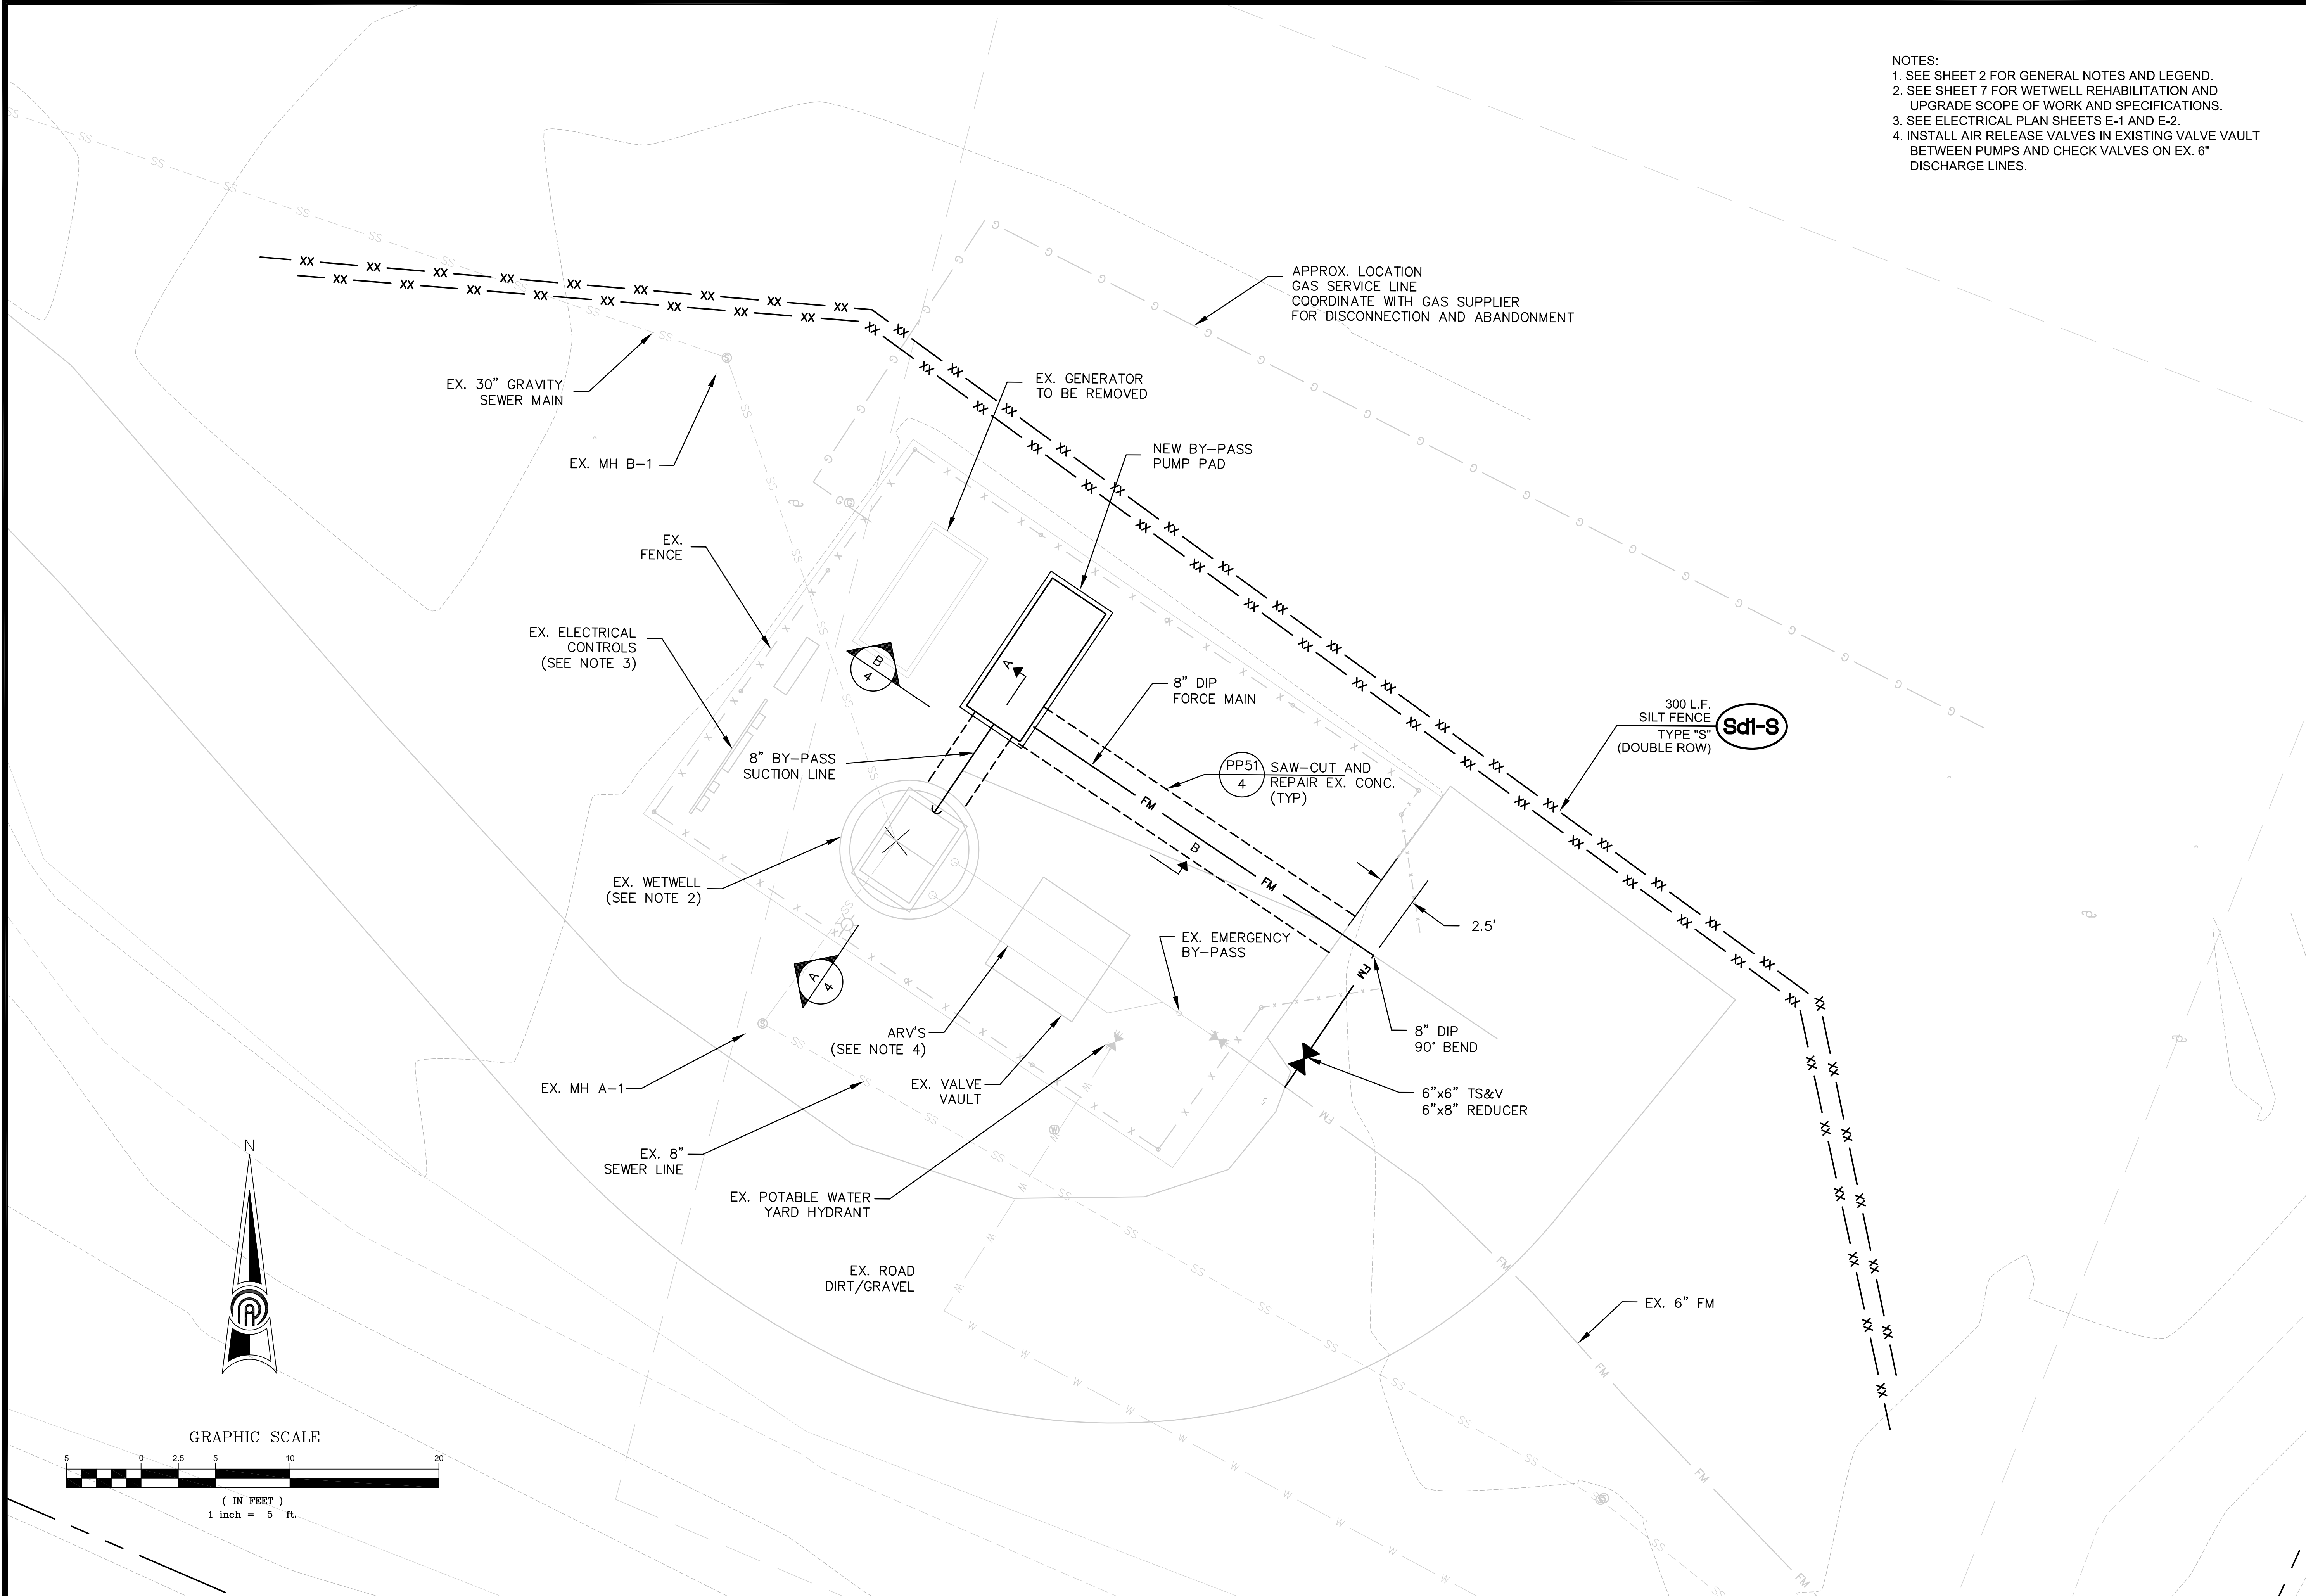 NOTES:
1. SEE SHEET 2 FOR GENERAL NOTES AND LEGEND.
2. SEE SHEET 7 FOR WETWELL REHABILITATION AND
UPGRADE SCOPE OF WORK AND SPECIFICATIONS.
3. SEE ELECTRICAL PLAN SHEETS E-1 AND E-2.
4. INSTALL AIR RELEASE VALVES IN EXISTING VALVE VAULT
BETWEEN PUMPS AND CHECK VALVES ON EX. 6"
DISCHARGE LINES.
APPROX. LOCATION
GAS SERVICE LINE
COORDINATE WITH GAS SUPPLIER
FOR DISCONNECTION AND ABANDONMENT
EX. 30" GRAVITY
SEWER MAIN
EX. GENERATOR
TO BE REMOVED
EX. MH B-1
NEW BY-PASS
PUMP PAD
EX.
FENCE
EX. ELECTRICAL
CONTROLS
(SEE NOTE 3)
B
4
A
8" DIP
FORCE MAIN
300 L.F.
SILT FENCE
TYPE "S"
(DOUBLE ROW)
Sd1-S
8" BY-PASS
SUCTION LINE
PP51
4
SAW-CUT AND
REPAIR EX. CONC.
(TYP)
FM
B
FM
EX. WETWELL
(SEE NOTE 2)
2.5'
EX. EMERGENCY
BY-PASS
FM
A
4
ARV'S
(SEE NOTE 4)
8" DIP
90° BEND
EX. MH A-1
EX. VALVE
VAULT
6"x6" TS&V
6"x8" REDUCER
EX. 8"
SEWER LINE
EX. POTABLE WATER
YARD HYDRANT
EX. ROAD
DIRT/GRAVEL
EX. 6" FM
FM
FM
FM
FM
FM
N
GRAPHIC SCALE
5 0 2.5 5 10 20
( IN FEET )
1 inch = 5 ft.